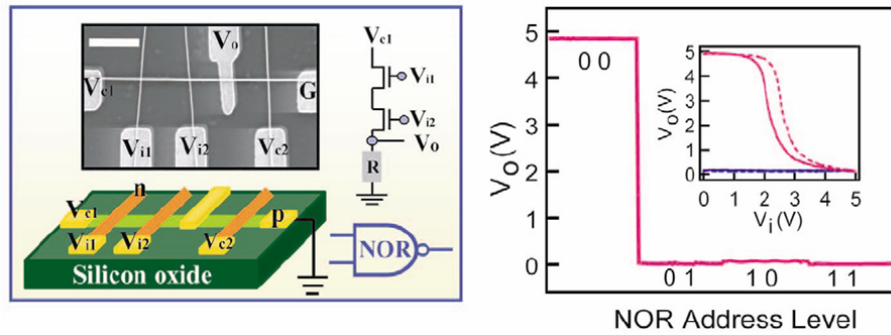 V0
Vc1
G
Vi1
Vi2
Vc2
Vc1
Vi1
Vi2
Vo
R
n
Vc1
p
Vi1
Vi2
Vc2
Silicon oxide
NOR
Vo(V)
5
4
3
2
1
0
0 0
0 1
1 0
1 1
NOR Address Level
Vo(V)
5
4
3
2
1
0
0
1
2
3
4
5
Vi(V)